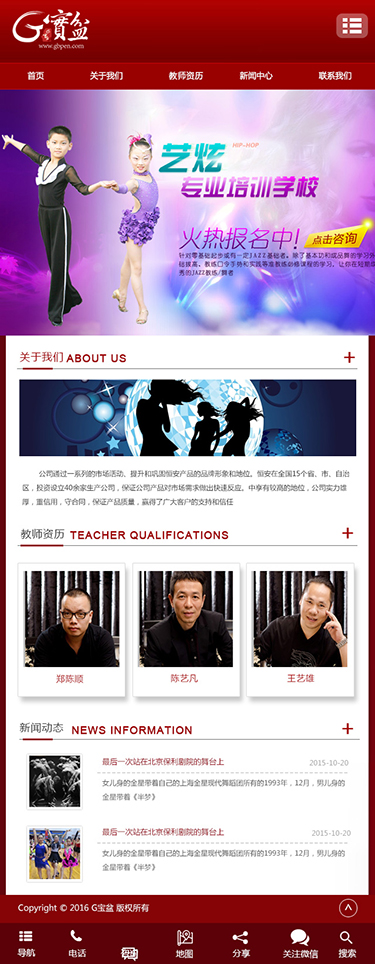 G宝盆
www.gbpen.com
首页 关于我们 教师资历 新闻中心 联系我们
艺炫 HIP-HOP
专业培训学校
火热报名中! 点击咨询
针对零基础起步或有一定JAZZ基础者。除了基本功和成品舞的学习外
秀的JAZZ教练/舞者
关于我们 ABOUT US +
公司通过一系列的市场活动、提升和巩固恒安产品的品牌形象和地位。恒安在全国15个省、市、自治
区,投资设立40余家生产公司,保证公司产品对市场需求做出快速反应。中享有较高的地位,公司实力雄
厚,重信用,守合同,保证产品质量,赢得了广大客户的支持和信任
教师资历 TEACHER QUALIFICATIONS +
郑陈顺 陈艺凡 王艺雄
新闻动态 NEWS INFORMATION +
最后一次站在北京保利剧院的舞台上 2015-10-20
女儿身的金星带着自己的上海金星现代舞蹈团所有的1993年，12月，男儿身的
金星带着《半梦》
最后一次站在北京保利剧院的舞台上 2015-10-20
女儿身的金星带着自己的上海金星现代舞蹈团所有的1993年，12月，男儿身的
金星带着《半梦》
Copyright © 2016 G宝盆 版权所有
导航 电话 地图 分享 关注微信 搜索